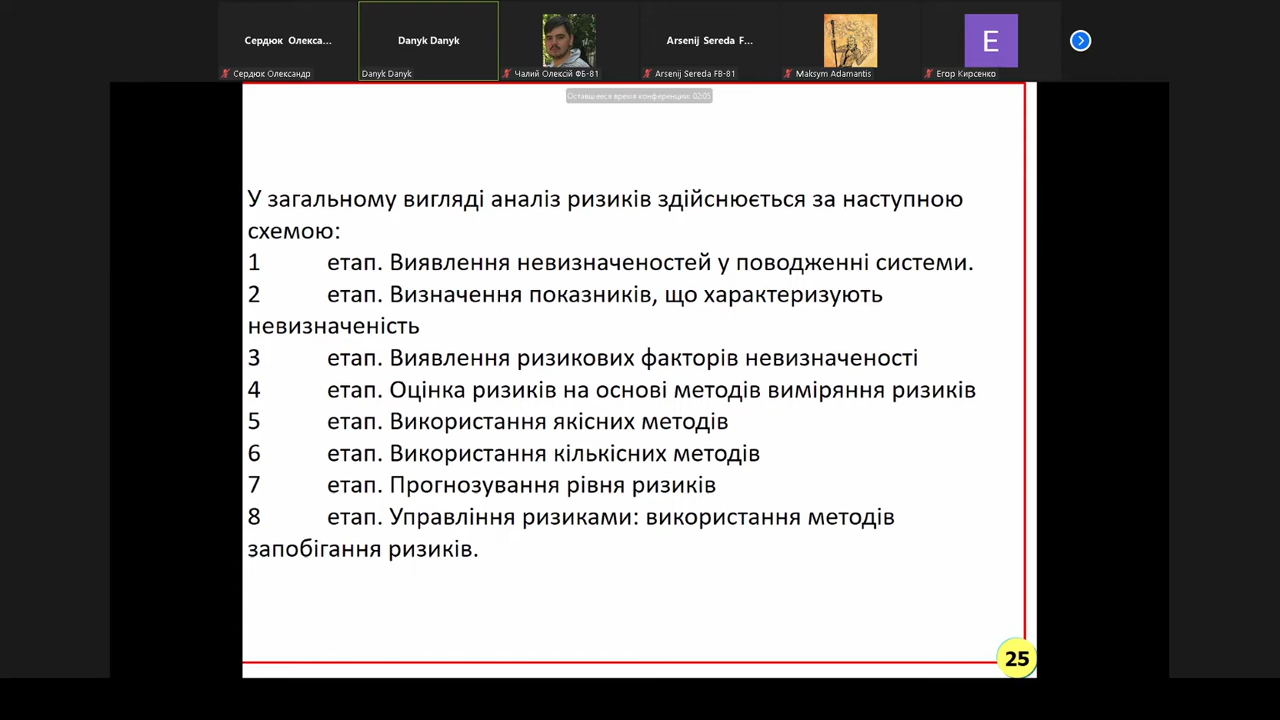 Сердюк Олекса...
Danyk Danyk
Arsenij Sereda F...
E
Сердюк Олександр
Danyk Danyk
Чалий Олексій ФБ-81
Arsenij Sereda FB-81
Maksym Adamantis
Егор Кирсенко
Оставшееся время конференции: 02:05
У загальному вигляді аналіз ризиків здійснюється за наступною
схемою:
1 етап. Виявлення невизначеностей у поводженні системи.
2 етап. Визначення показників, що характеризують
невизначеність
3 етап. Виявлення ризикових факторів невизначеності
4 етап. Оцінка ризиків на основі методів виміряння ризиків
5 етап. Використання якісних методів
6 етап. Використання кількісних методів
7 етап. Прогнозування рівня ризиків
8 етап. Управління ризиками: використання методів
запобігання ризиків.
25